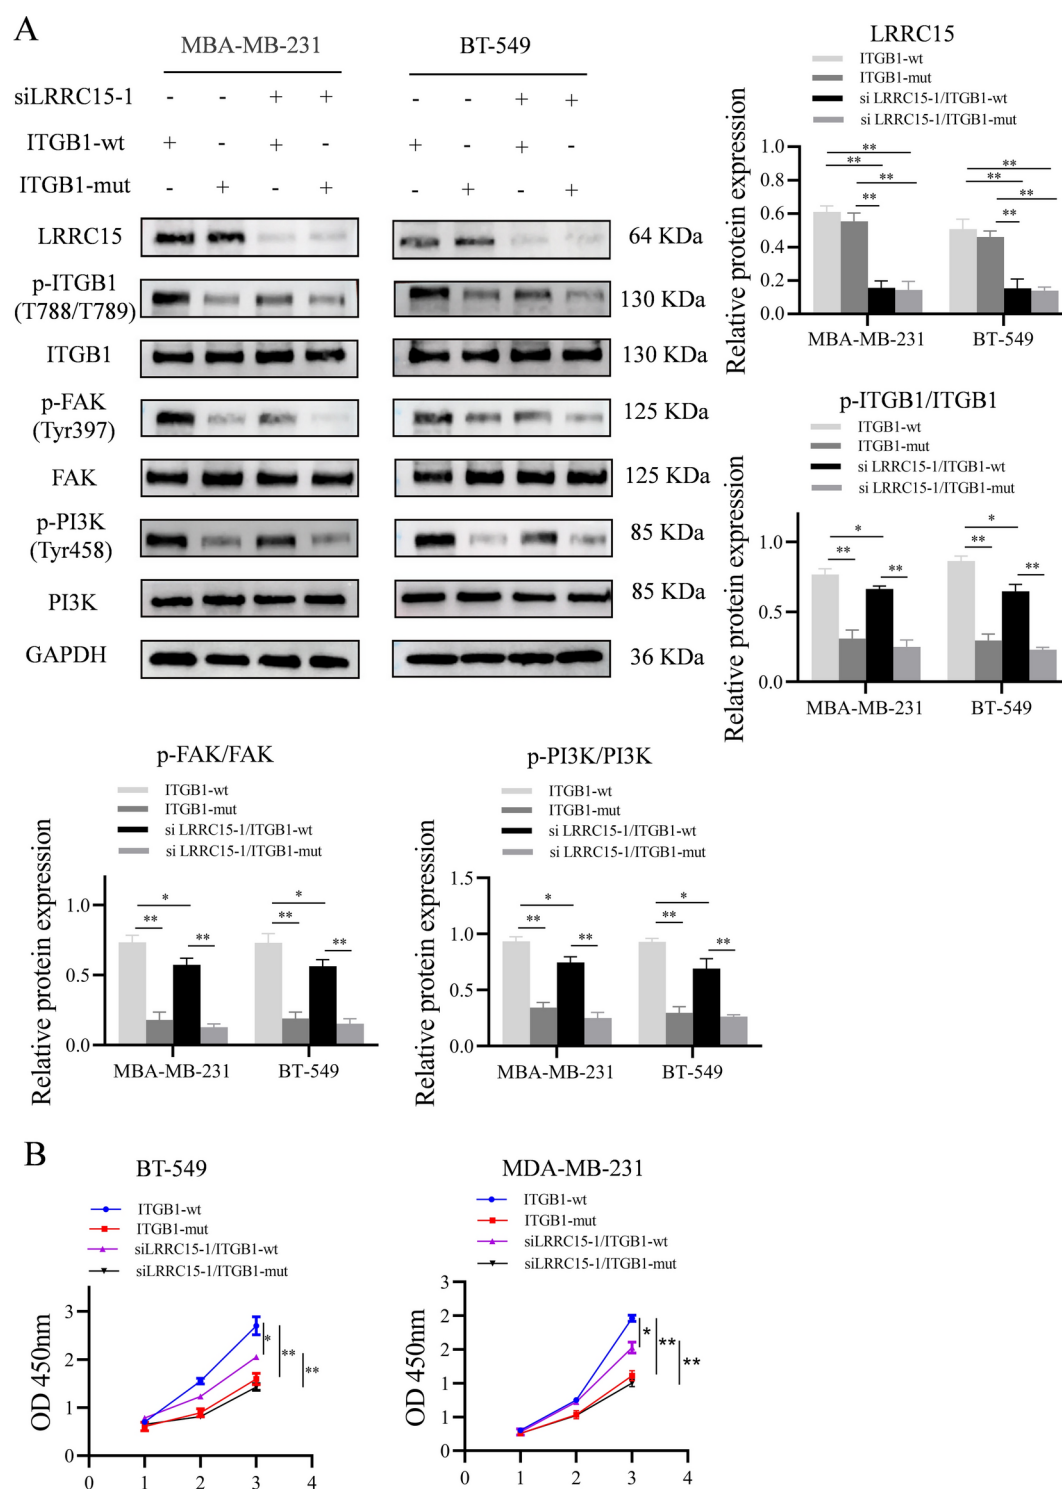 A
MBA-MB-231
BT-549
siLRRC15-1
- - + +
- - + +
ITGB1-wt
+ - + -
+ - + -
ITGB1-mut
- + - +
- + - +
LRRC15
64 KDa
p-ITGB1
(T788/T789)
130 KDa
ITGB1
130 KDa
p-FAK
(Tyr397)
125 KDa
FAK
125 KDa
p-PI3K
(Tyr458)
85 KDa
PI3K
85 KDa
GAPDH
36 KDa
LRRC15
ITGB1-wt
ITGB1-mut
si LRRC15-1/ITGB1-wt
si LRRC15-1/ITGB1-mut
Relative protein expression
1.0
0.8
0.6
0.4
0.2
0.0
** ** ** **
** ** ** **
MBA-MB-231
BT-549
p-ITGB1/ITGB1
ITGB1-wt
ITGB1-mut
si LRRC15-1/ITGB1-wt
si LRRC15-1/ITGB1-mut
Relative protein expression
1.0
0.5
0.0
* ** **
* ** **
MBA-MB-231
BT-549
p-FAK/FAK
ITGB1-wt
ITGB1-mut
si LRRC15-1/ITGB1-wt
si LRRC15-1/ITGB1-mut
Relative protein expression
1.0
0.5
0.0
* ** **
* ** **
MBA-MB-231
BT-549
p-PI3K/PI3K
ITGB1-wt
ITGB1-mut
si LRRC15-1/ITGB1-wt
si LRRC15-1/ITGB1-mut
Relative protein expression
1.5
1.0
0.5
0.0
* ** **
* ** **
MBA-MB-231
BT-549
B
BT-549
ITGB1-wt
ITGB1-mut
siLRRC15-1/ITGB1-wt
siLRRC15-1/ITGB1-mut
OD 450nm
3
2
1
0
* ** **
0 1 2 3 4
MDA-MB-231
ITGB1-wt
ITGB1-mut
siLRRC15-1/ITGB1-wt
siLRRC15-1/ITGB1-mut
OD 450nm
3
2
2
1
1
0
* ** **
0 1 2 3 4